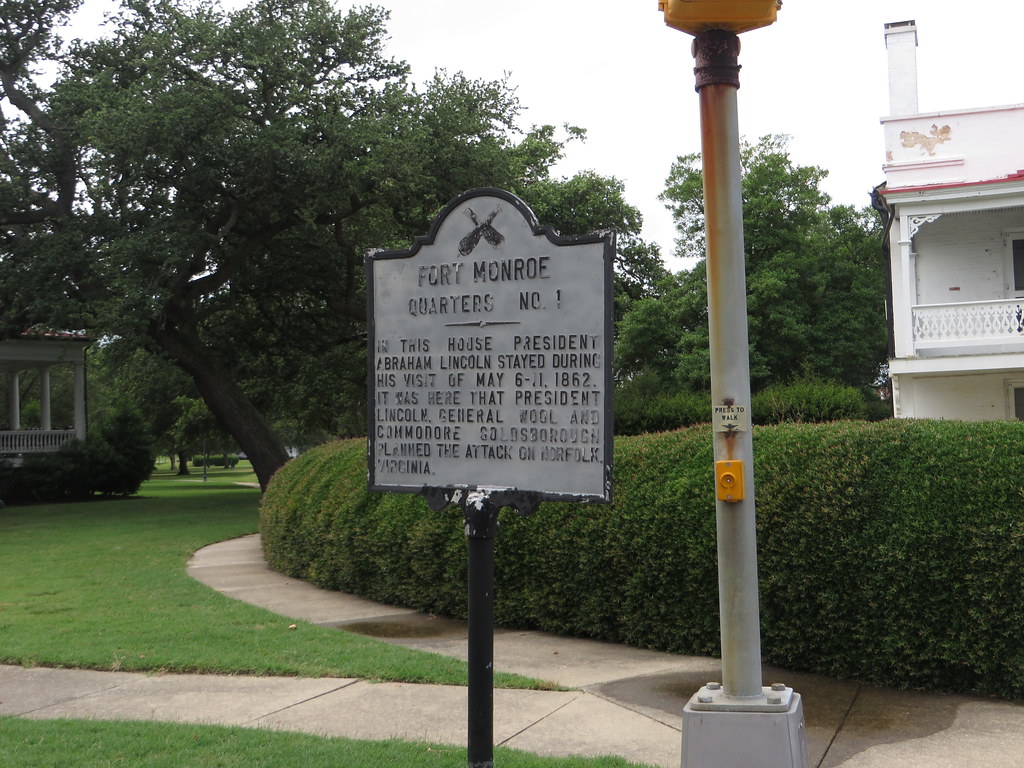 FORT MONROE
QUARTERS NO. 1
IN THIS HOUSE PRESIDENT
ABRAHAM LINCOLN STAYED DURING
HIS VISIT OF MAY 6-11, 1862.
IT WAS HERE THAT PRESIDENT
LINCOLN, GENERAL WOOL AND
COMMODORE GOLDSBOROUGH
PLANNED THE ATTACK ON NORFOLK,
VIRGINIA.
PRESS TO
WALK